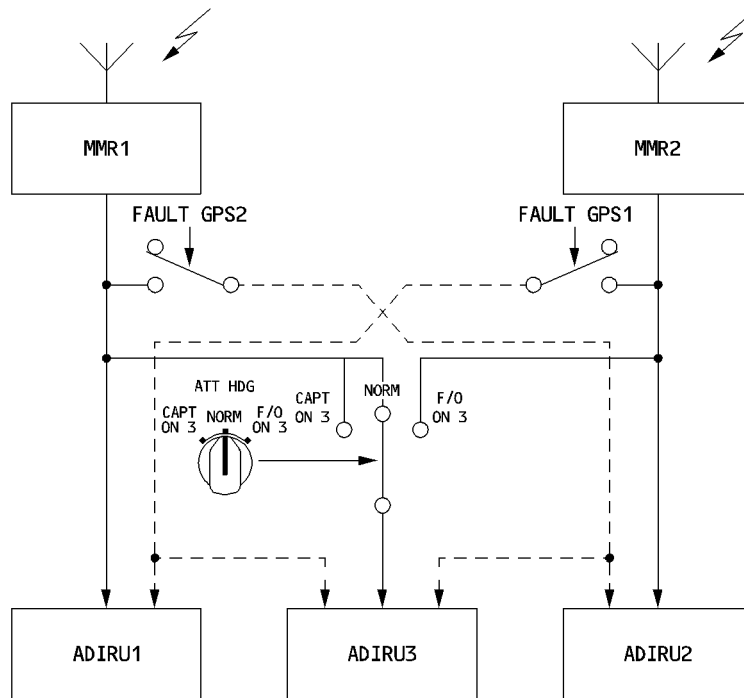 MMR1
MMR2
FAULT GPS2
FAULT GPS1
ATT HDG
CAPT
ON 3
NORM
F/O
ON 3
CAPT
ON 3
NORM
F/O
ON 3
ADIRU1
ADIRU3
ADIRU2